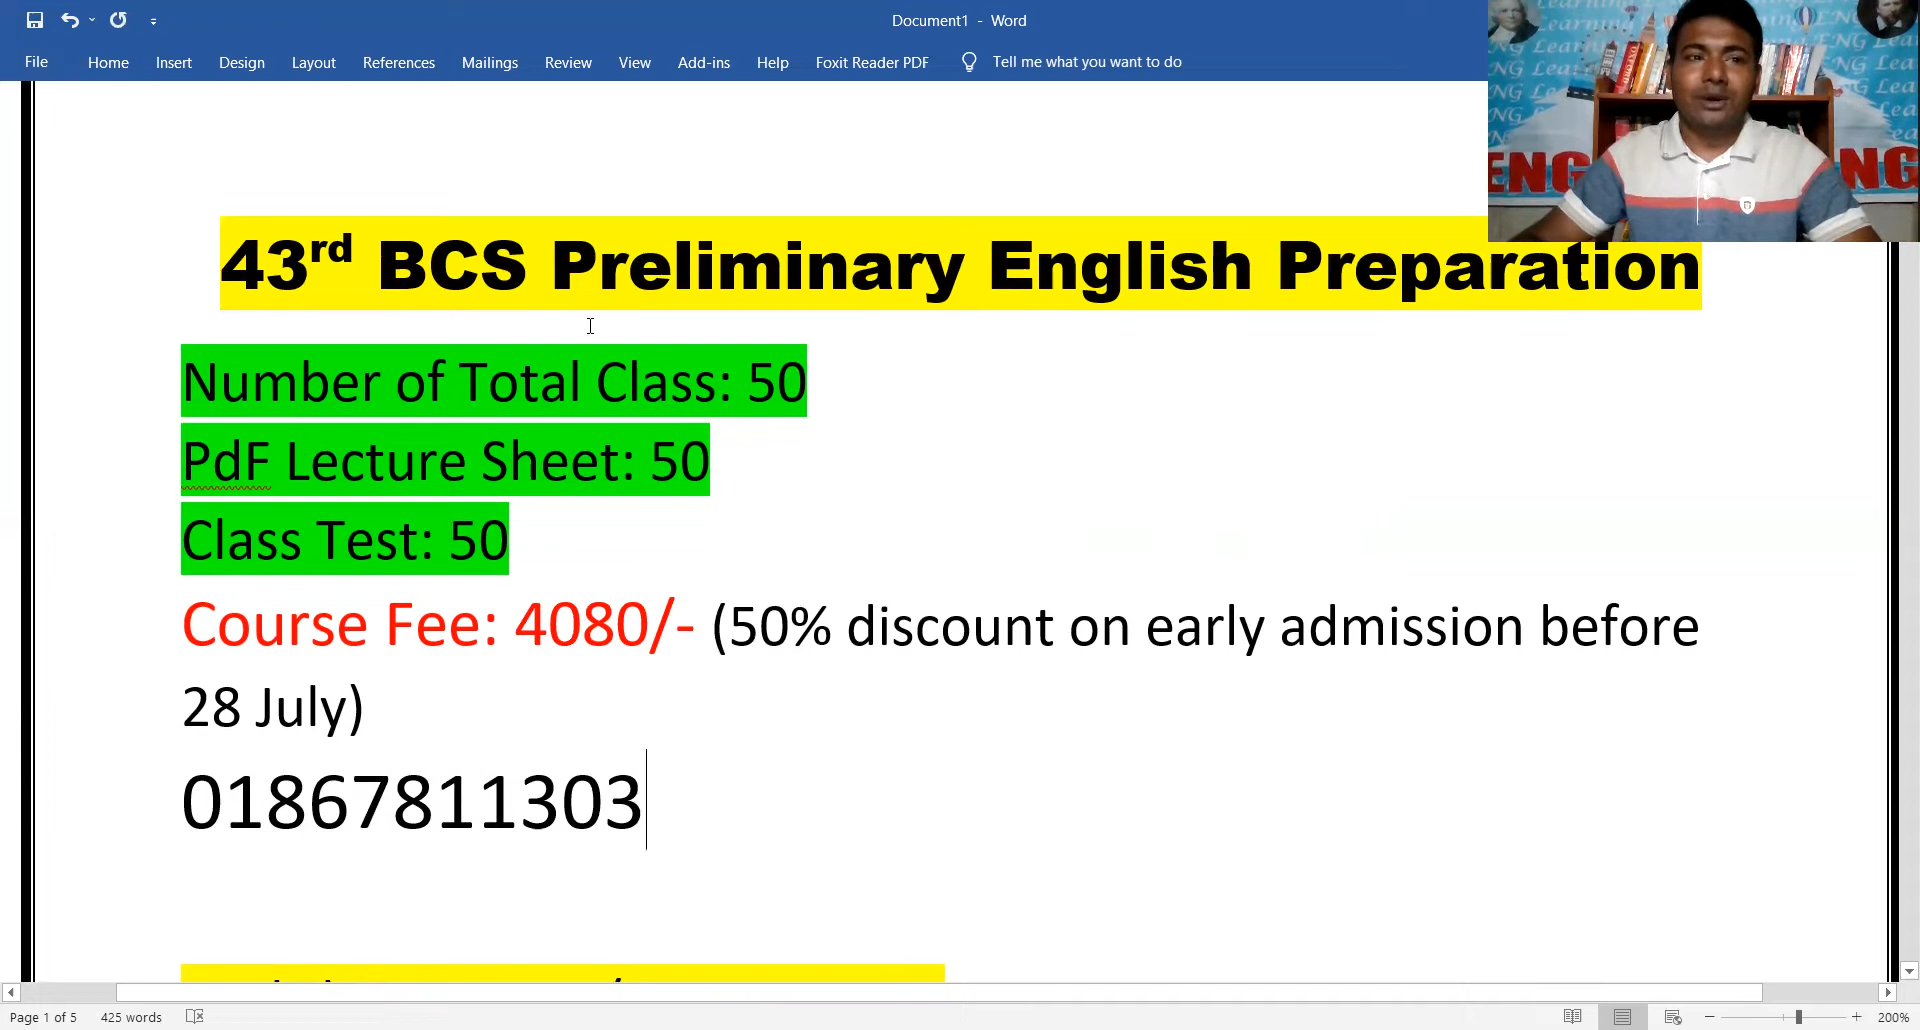 Document1 - Word
File Home Insert Design Layout References Mailings Review View Add-ins Help Foxit Reader PDF Tell me what you want to do
ENG
NG
43rd BCS Preliminary English Preparation
Number of Total Class: 50
PdF Lecture Sheet: 50
Class Test: 50
Course Fee: 4080/- (50% discount on early admission before
28 July)
01867811303
Page 1 of 5 425 words 200%